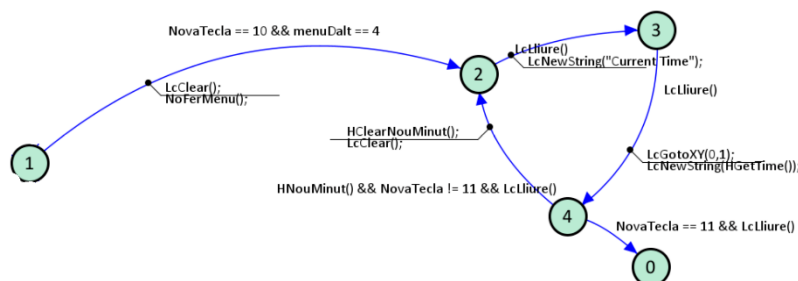 NovaTecla == 10 && menuDalt == 4
3
LcLliure()
LcNewString("Current Time");
2
LcClear();
NoFerMenu();
LcLliure()
HClearNouMinut();
LcClear();
1
LcGotoXY(0,1);
LcNewString(HGetTime());
HNouMinut() && NovaTecla != 11 && LcLliure()
4
NovaTecla == 11 && LcLliure()
0